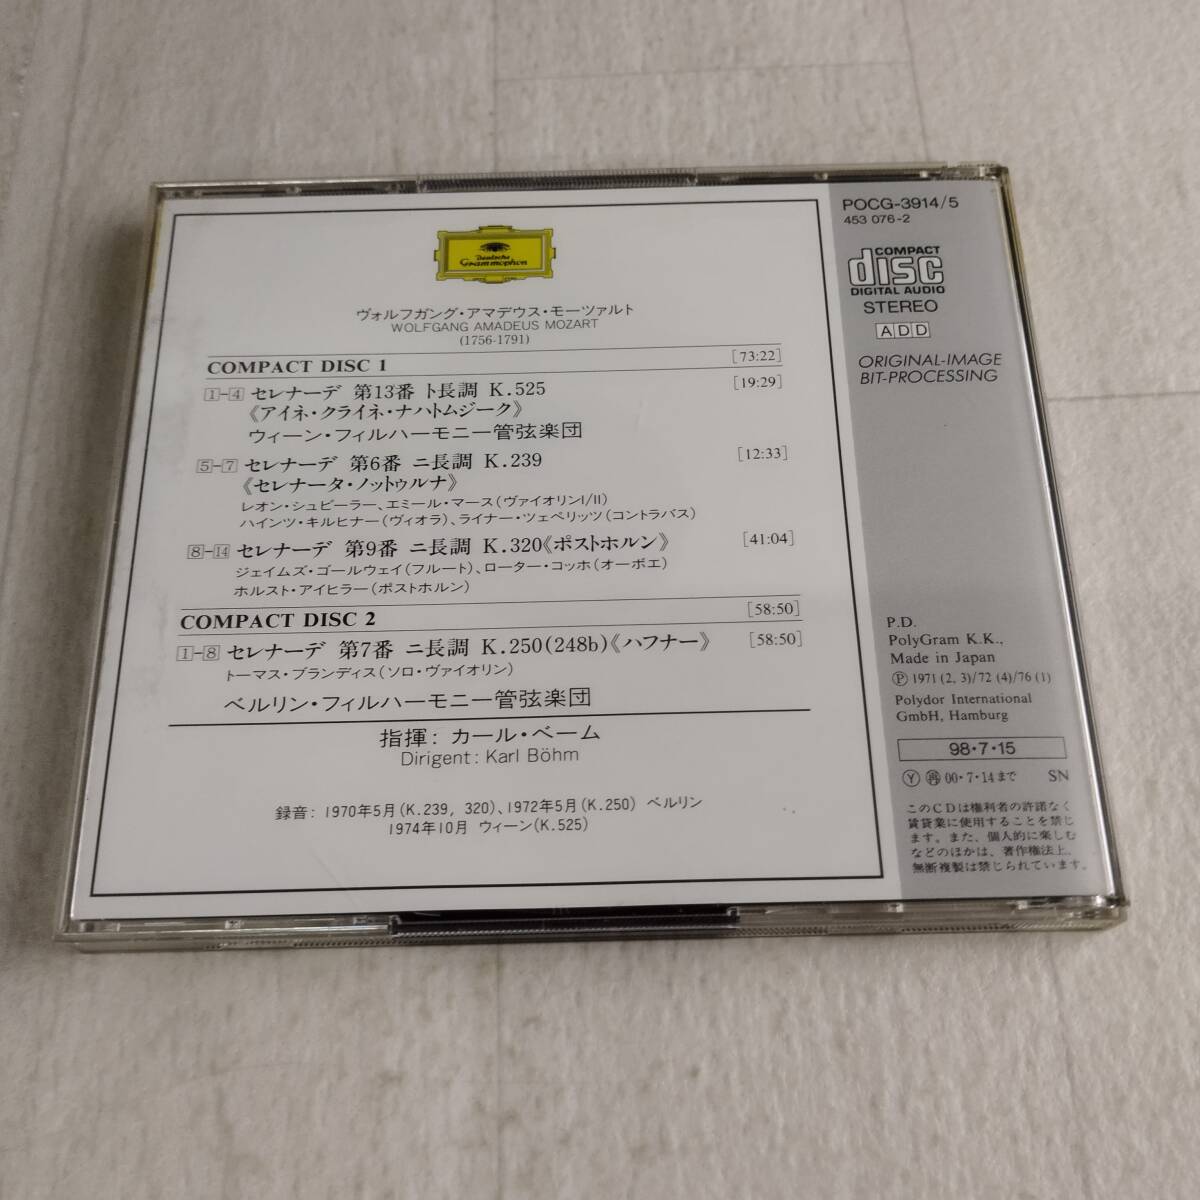 Deutsche
Grammophon
ヴォルフガング・アマデウス・モーツァルト
WOLFGANG AMADEUS MOZART
(1756-1791)
COMPACT DISC 1 [73:22]
1-4 セレナーデ 第13番 ト長調 K.525 [19:29]
《アイネ・クライネ・ナハトムジーク》
ウィーン・フィルハーモニー管弦楽団
5-7 セレナーデ 第6番 ニ長調 K.239 [12:33]
《セレナータ・ノットゥルナ》
レオン・シュピーラー、エミール・マース(ヴァイオリンI/II)
ハインツ・キルヒナー(ヴィオラ)、ライナー・ツェペリッツ(コントラバス)
8-14 セレナーデ 第9番 ニ長調 K.320《ポストホルン》 [41:04]
ジェイムズ・ゴールウェイ(フルート)、ローター・コッホ(オーボエ)
ホルスト・アイヒラー(ポストホルン)
COMPACT DISC 2 [58:50]
1-8 セレナーデ 第7番 ニ長調 K.250(248b)《ハフナー》 [58:50]
トーマス・ブランディス(ソロ・ヴァイオリン)
ベルリン・フィルハーモニー管弦楽団
指揮: カール・ベーム
Dirigent: Karl Böhm
録音: 1970年5月(K.239, 320)、1972年5月(K.250) ベルリン
1974年10月 ウィーン(K.525)
POCG-3914/5
453 076-2
COMPACT
disc
DIGITAL AUDIO
STEREO
ADD
ORIGINAL-IMAGE
BIT-PROCESSING
P.D.
PolyGram K.K.,
Made in Japan
Ⓟ 1971 (2, 3)/72 (4)/76 (1)
Polydor International
GmbH, Hamburg
98・7・15
Ⓨ 再 00・7・14まで SN
このCDは権利者の許諾なく
賃貸業に使用することを禁じ
ます。また、個人的に楽しむ
などのほかは、著作権法上、
無断複製は禁じられています。